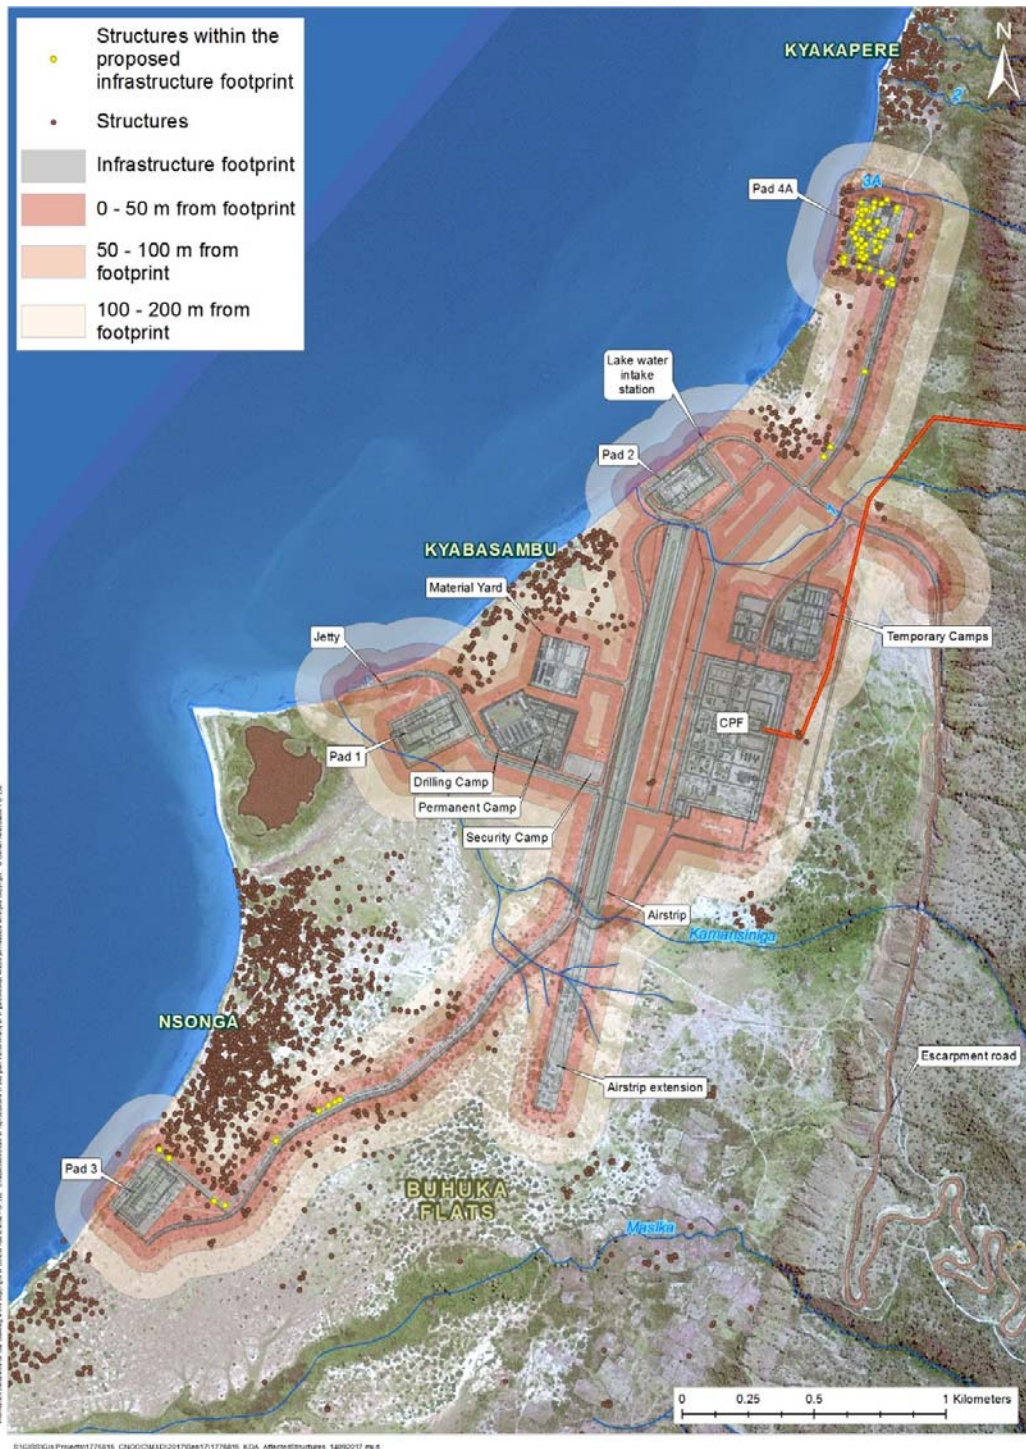 Structures within the
proposed
infrastructure footprint
Structures
Infrastructure footprint
0 - 50 m from footprint
50 - 100 m from
footprint
100 - 200 m from
footprint
KYAKAPERE
N
2
3A
Pad 4A
Lake water
intake
station
Pad 2
1
KYABASAMBU
Material Yard
Jetty
Temporary Camps
CPF
Pad 1
Drilling Camp
Permanent Camp
Security Camp
Airstrip
Kamansiniga
NSONGA
Escarpment road
Airstrip extension
Pad 3
BUHUKA
FLATS
Masika
0 0.25 0.5 1 Kilometers